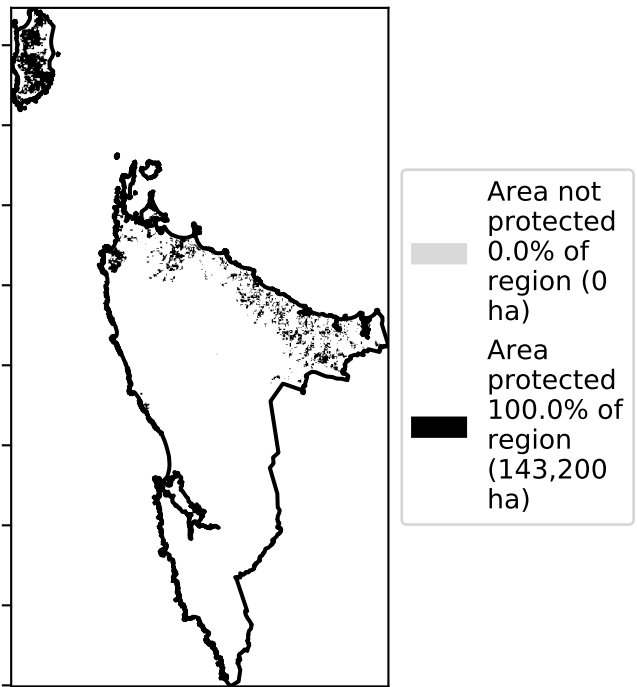 Area not
protected
0.0% of
region (0
ha)
Area
protected
100.0% of
region
(143,200
ha)